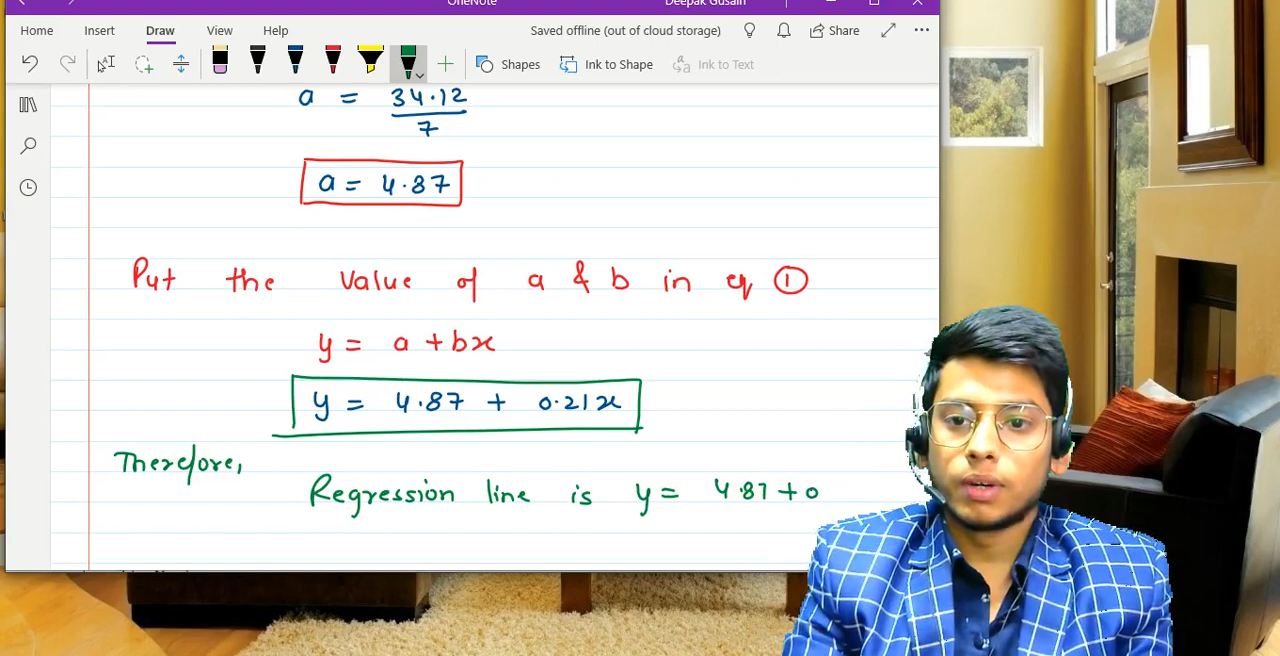 OneNote
Deepak Gusain
Home Insert Draw View Help Saved offline (out of cloud storage) Share
Shapes Ink to Shape Ink to Text
a = 34.12
7
a = 4.87
Put the value of a & b in eq ①
y = a + bx
y = 4.87 + 0.21x
Therefore,
Regression line is y = 4.87 + 0